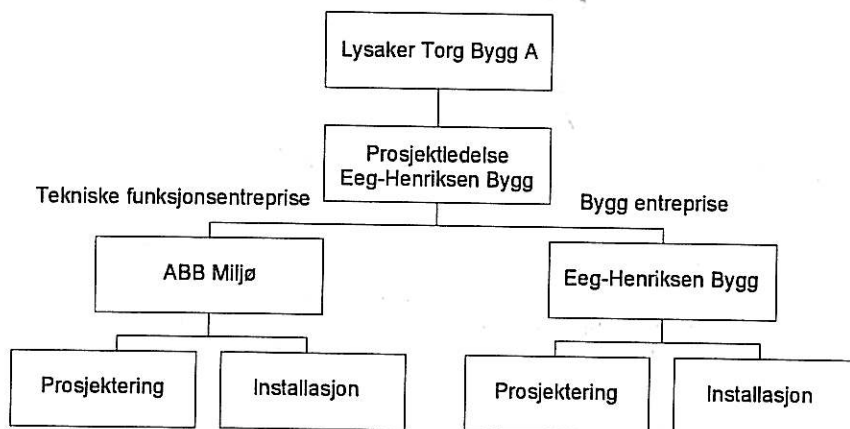 Lysaker Torg Bygg A
Prosjektledelse
Eeg-Henriksen Bygg
Tekniske funksjonsentreprise
Bygg entreprise
ABB Miljø
Eeg-Henriksen Bygg
Prosjektering
Installasjon
Prosjektering
Installasjon